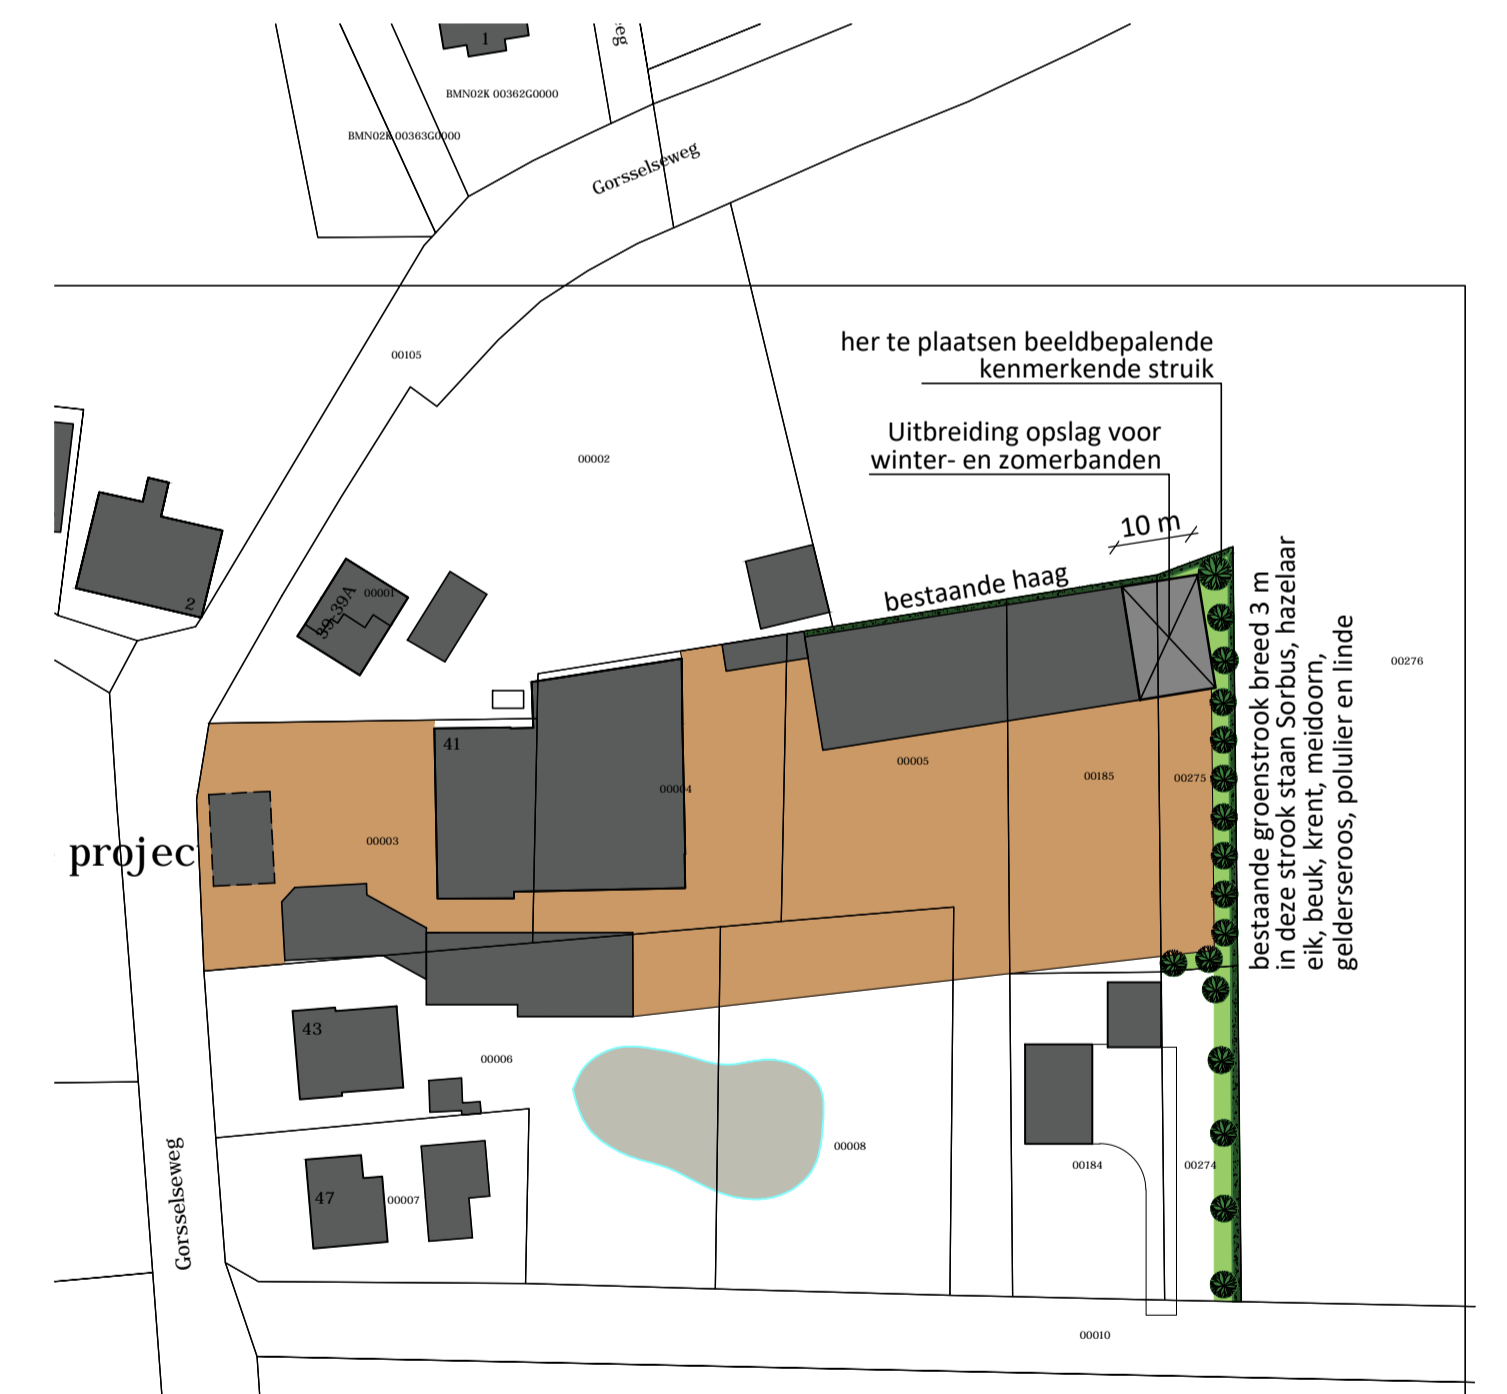 1
eg
BMN02K 00362G0000
BMN02K 00363G0000
Gorsselseweg
her te plaatsen beeldbepalende
kenmerkende struik
00105
Uitbreiding opslag voor
winter- en zomerbanden
00002
10 m
bestaande haag
39-39A
00001
2
bestaande groenstrook breed 3 m
in deze strook staan Sorbus, hazelaar
eik, beuk, krent, meidoorn,
gelderseroos, polulier en linde
00276
41
00005
00185
00275
00004
00003
projec
43
00006
00008
00184
00274
47
00007
Gorsselseweg
00010